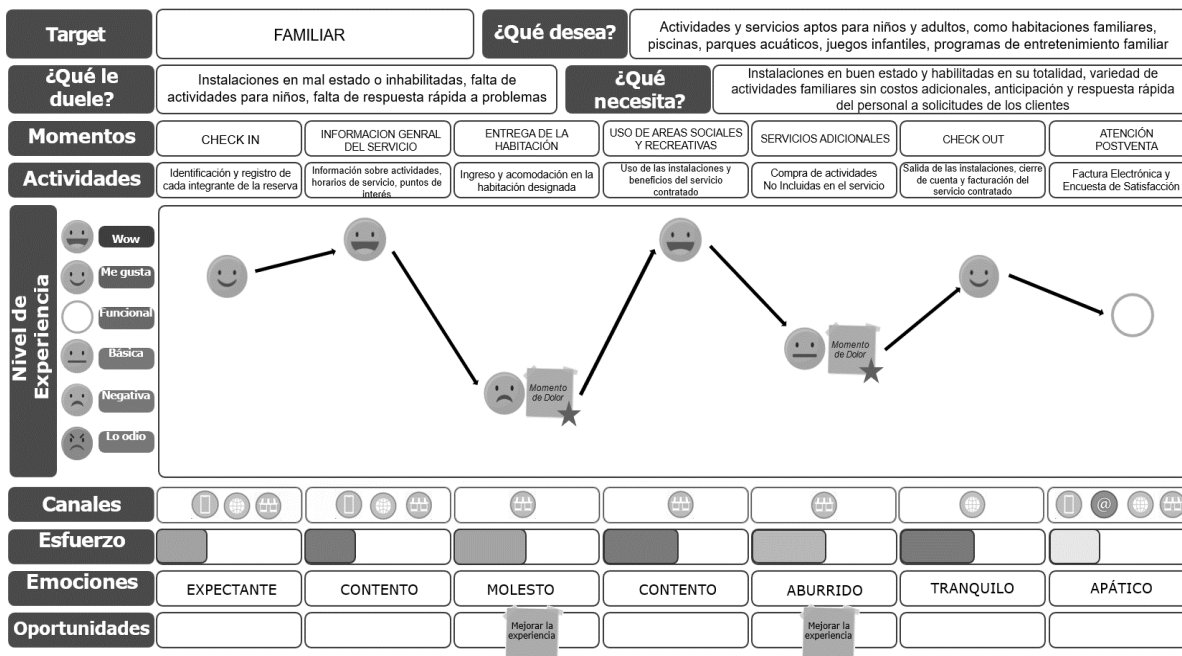 Target
FAMILIAR
¿Qué desea?
Actividades y servicios aptos para niños y adultos, como habitaciones familiares,
piscinas, parques acuáticos, juegos infantiles, programas de entretenimiento familiar
¿Qué le
duele?
Instalaciones en mal estado o inhabilitadas, falta de
actividades para niños, falta de respuesta rápida a problemas
¿Qué
necesita?
Instalaciones en buen estado y habilitadas en su totalidad, variedad de
actividades familiares sin costos adicionales, anticipación y respuesta rápida
del personal a solicitudes de los clientes
Momentos
CHECK IN
INFORMACION GENRAL
DEL SERVICIO
ENTREGA DE LA
HABITACIÓN
USO DE AREAS SOCIALES
Y RECREATIVAS
SERVICIOS ADICIONALES
CHECK OUT
ATENCIÓN
POSTVENTA
Actividades
Identificación y registro de
cada integrante de la reserva
Información sobre actividades,
horarios de servicio, puntos de
interés
Ingreso y acomodación en la
habitación designada
Uso de las instalaciones y
beneficios del servicio
contratado
Compra de actividades
No Incluidas en el servicio
Salida de las instalaciones, cierre
de cuenta y facturación del
servicio contratado
Factura Electrónica y
Encuesta de Satisfacción
Nivel de
Experiencia
Wow
Me gusta
Funcional
Básica
Negativa
Lo odio
Momento
de Dolor
Momento
de Dolor
Canales
@
Esfuerzo
Emociones
EXPECTANTE
CONTENTO
MOLESTO
CONTENTO
ABURRIDO
TRANQUILO
APÁTICO
Oportunidades
Mejorar la
experiencia
Mejorar la
experiencia